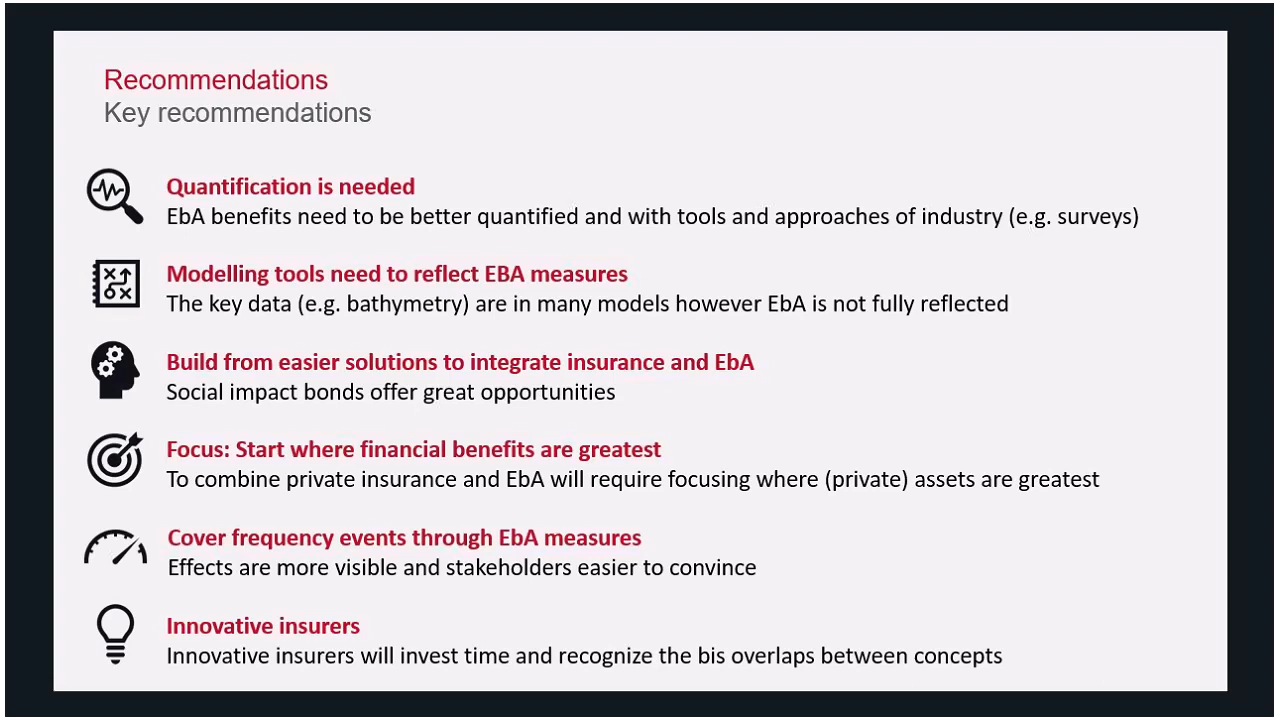 Recommendations
Key recommendations
Quantification is needed
EbA benefits need to be better quantified and with tools and approaches of industry (e.g. surveys)
Modelling tools need to reflect EBA measures
The key data (e.g. bathymetry) are in many models however EbA is not fully reflected
Build from easier solutions to integrate insurance and EbA
Social impact bonds offer great opportunities
Focus: Start where financial benefits are greatest
To combine private insurance and EbA will require focusing where (private) assets are greatest
Cover frequency events through EbA measures
Effects are more visible and stakeholders easier to convince
Innovative insurers
Innovative insurers will invest time and recognize the bis overlaps between concepts